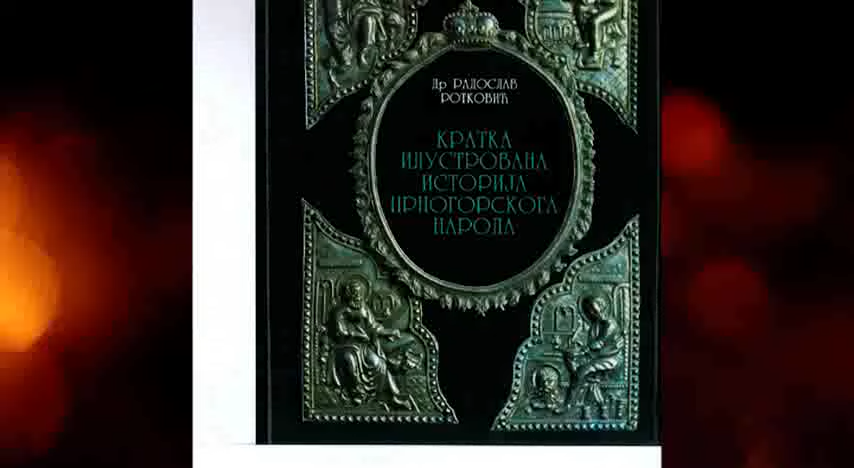 Др РАДОСЛАВ
РОТКОВИЋ
КРАТКА
ИЛУСТРОВАНА
ИСТОРИЈА
ЦРНОГОРСКОГА
НАРОДА